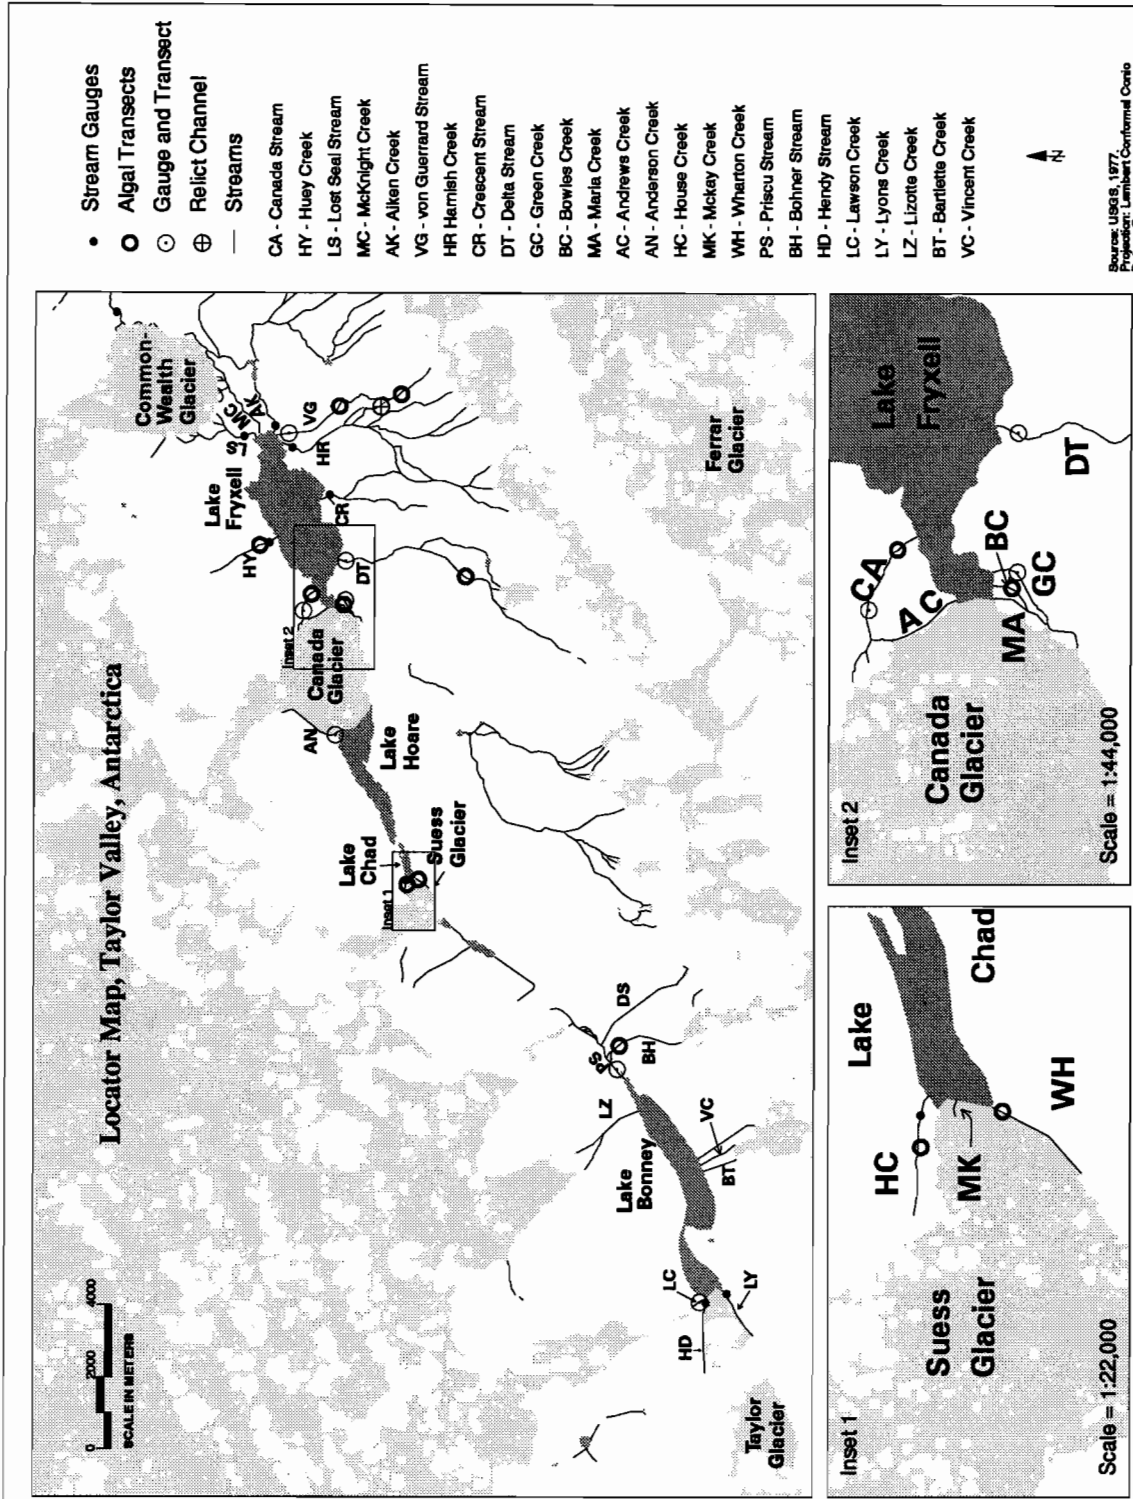 Locator Map, Taylor Valley, Antarctica
0 2000 4000
SCALE IN METERS
Common-
Wealth
Glacier
Lake
Fryxell
LS
MC
AK
VG
HR
CR
HY
DT
Inset 2
Canada
Glacier
AN
Lake
Hoare
Ferrar
Glacier
Lake
Chad
Suess
Glacier
Inset 1
DS
PS
BH
LZ
VC
BT
Lake
Bonney
LC
LY
HD
Taylor
Glacier
Stream Gauges
Algal Transects
Gauge and Transect
Relict Channel
Streams
CA - Canada Stream
HY - Huey Creek
LS - Lost Seal Stream
MC - McKnight Creek
AK - Aiken Creek
VG - von Guerrard Stream
HR Harnish Creek
CR - Crescent Stream
DT - Delta Stream
GC - Green Creek
BC - Bowles Creek
MA - Maria Creek
AC - Andrews Creek
AN - Anderson Creek
HC - House Creek
MK - Mckay Creek
WH - Wharton Creek
PS - Priscu Stream
BH - Bohner Stream
HD - Hendy Stream
LC - Lawson Creek
LY - Lyons Creek
LZ - Lizotte Creek
BT - Bartlette Creek
VC - Vincent Creek
N
Source: USGS, 1977,
Projection: Lambert Conformal Conic
Inset 1
Suess
Glacier
HC
MK
WH
Lake
Chad
Scale = 1:22,000
Inset 2
Canada
Glacier
CA
AC
MA
BC
GC
DT
Lake
Fryxell
Scale = 1:44,000